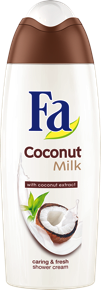 Fa
Coconut
Milk
with coconut extract
caring & fresh
shower cream